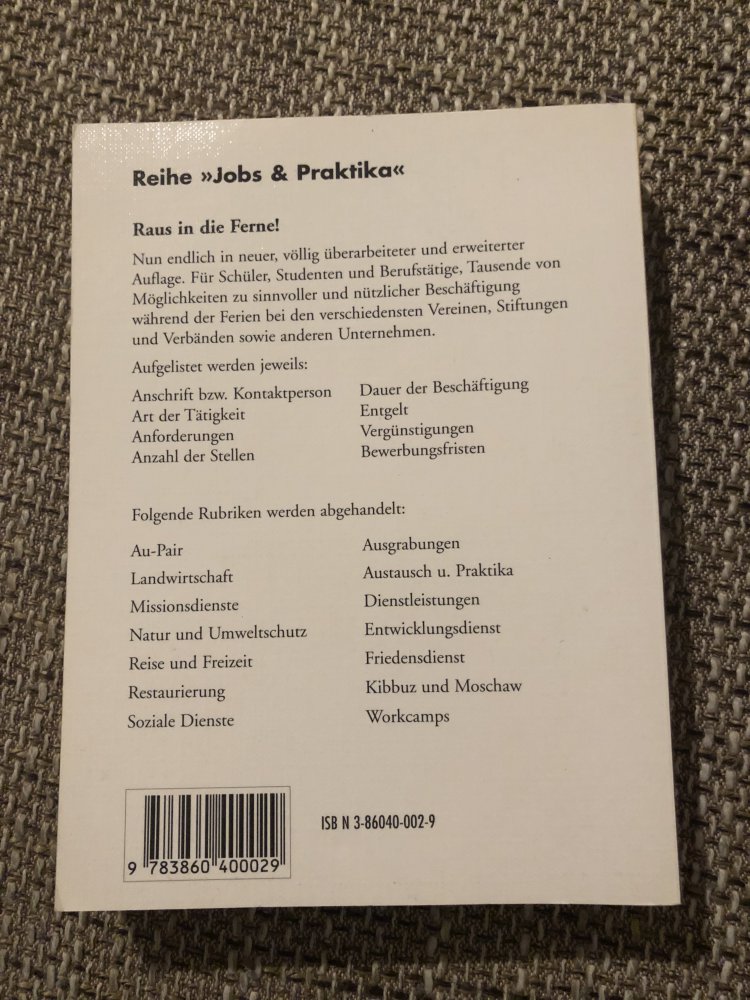 Reihe »Jobs & Praktika«
Raus in die Ferne!
Nun endlich in neuer, völlig überarbeiteter und erweiterter
Auflage. Für Schüler, Studenten und Berufstätige, Tausende von
Möglichkeiten zu sinnvoller und nützlicher Beschäftigung
während der Ferien bei den verschiedensten Vereinen, Stiftungen
und Verbänden sowie anderen Unternehmen.
Aufgelistet werden jeweils:
Anschrift bzw. Kontaktperson
Art der Tätigkeit
Anforderungen
Anzahl der Stellen
Dauer der Beschäftigung
Entgelt
Vergünstigungen
Bewerbungsfristen
Folgende Rubriken werden abgehandelt:
Au-Pair
Landwirtschaft
Missionsdienste
Natur und Umweltschutz
Reise und Freizeit
Restaurierung
Soziale Dienste
Ausgrabungen
Austausch u. Praktika
Dienstleistungen
Entwicklungsdienst
Friedensdienst
Kibbuz und Moschaw
Workcamps
9 783860 400029
ISB N 3-86040-002-9